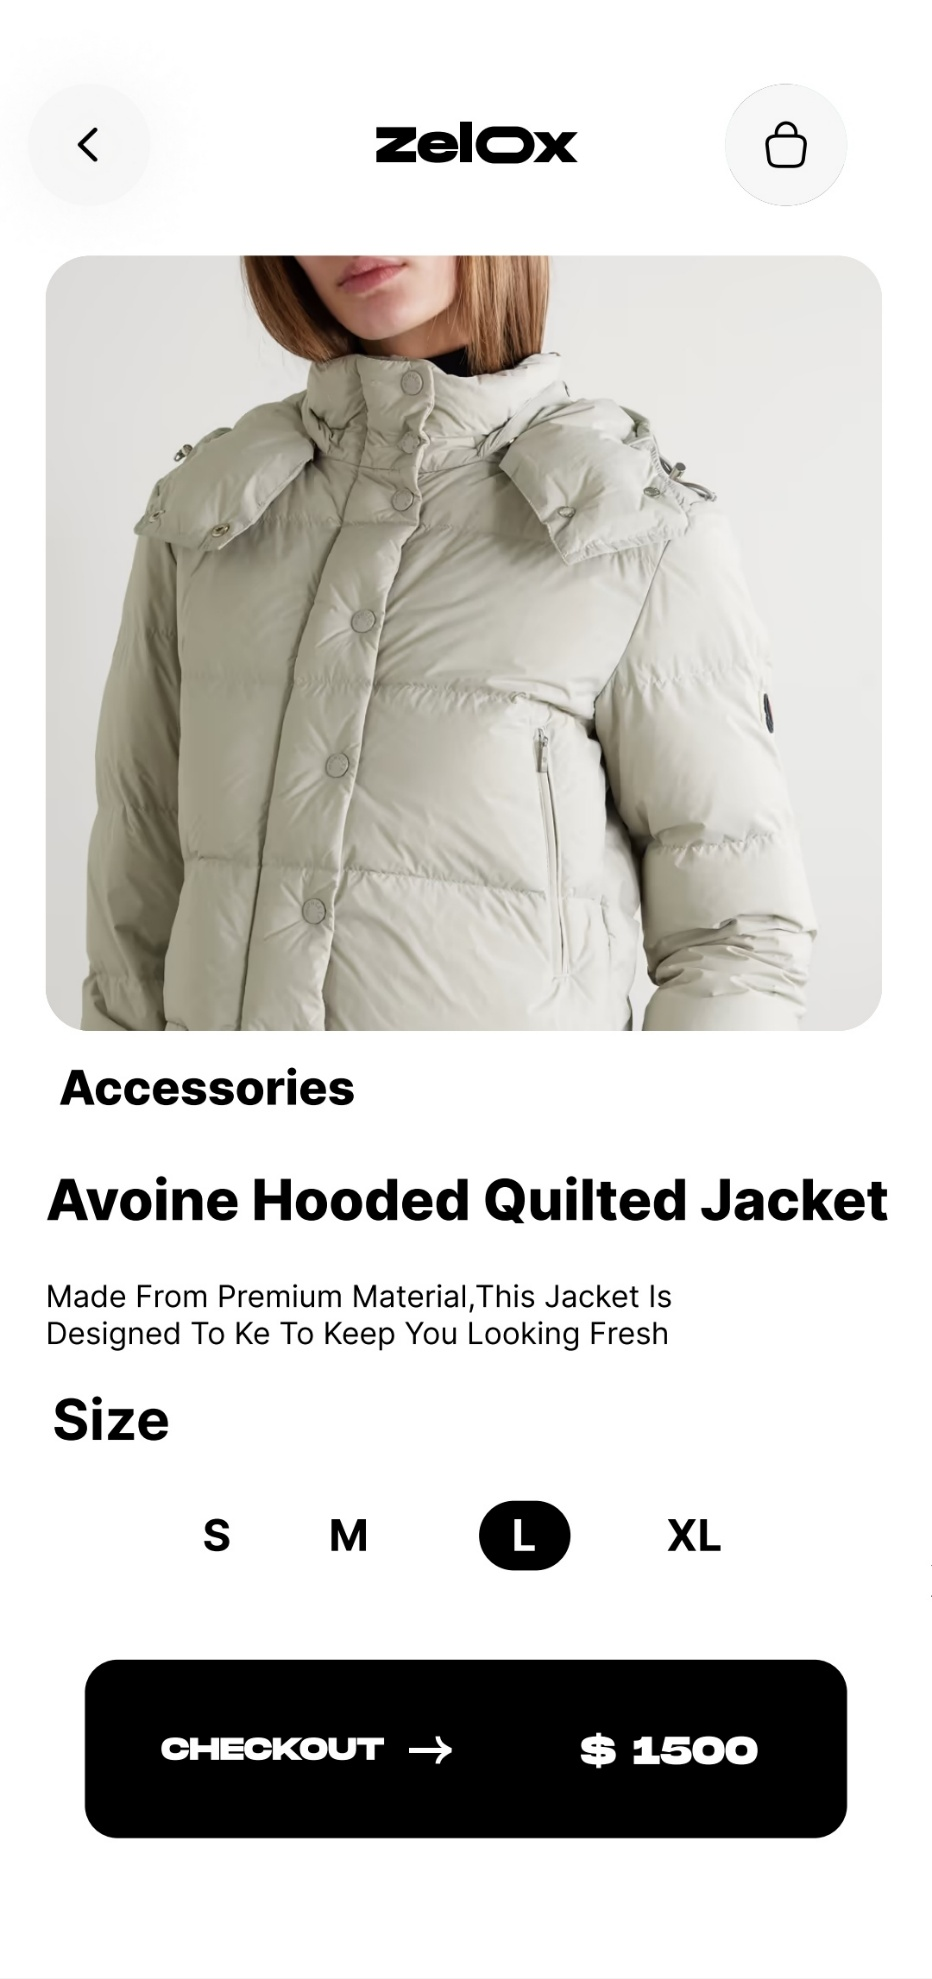 ZelOx
Accessories
Avoine Hooded Quilted Jacket
Made From Premium Material,This Jacket Is
Designed To Ke To Keep You Looking Fresh
Size
S M L XL
CHECKOUT → $ 1500